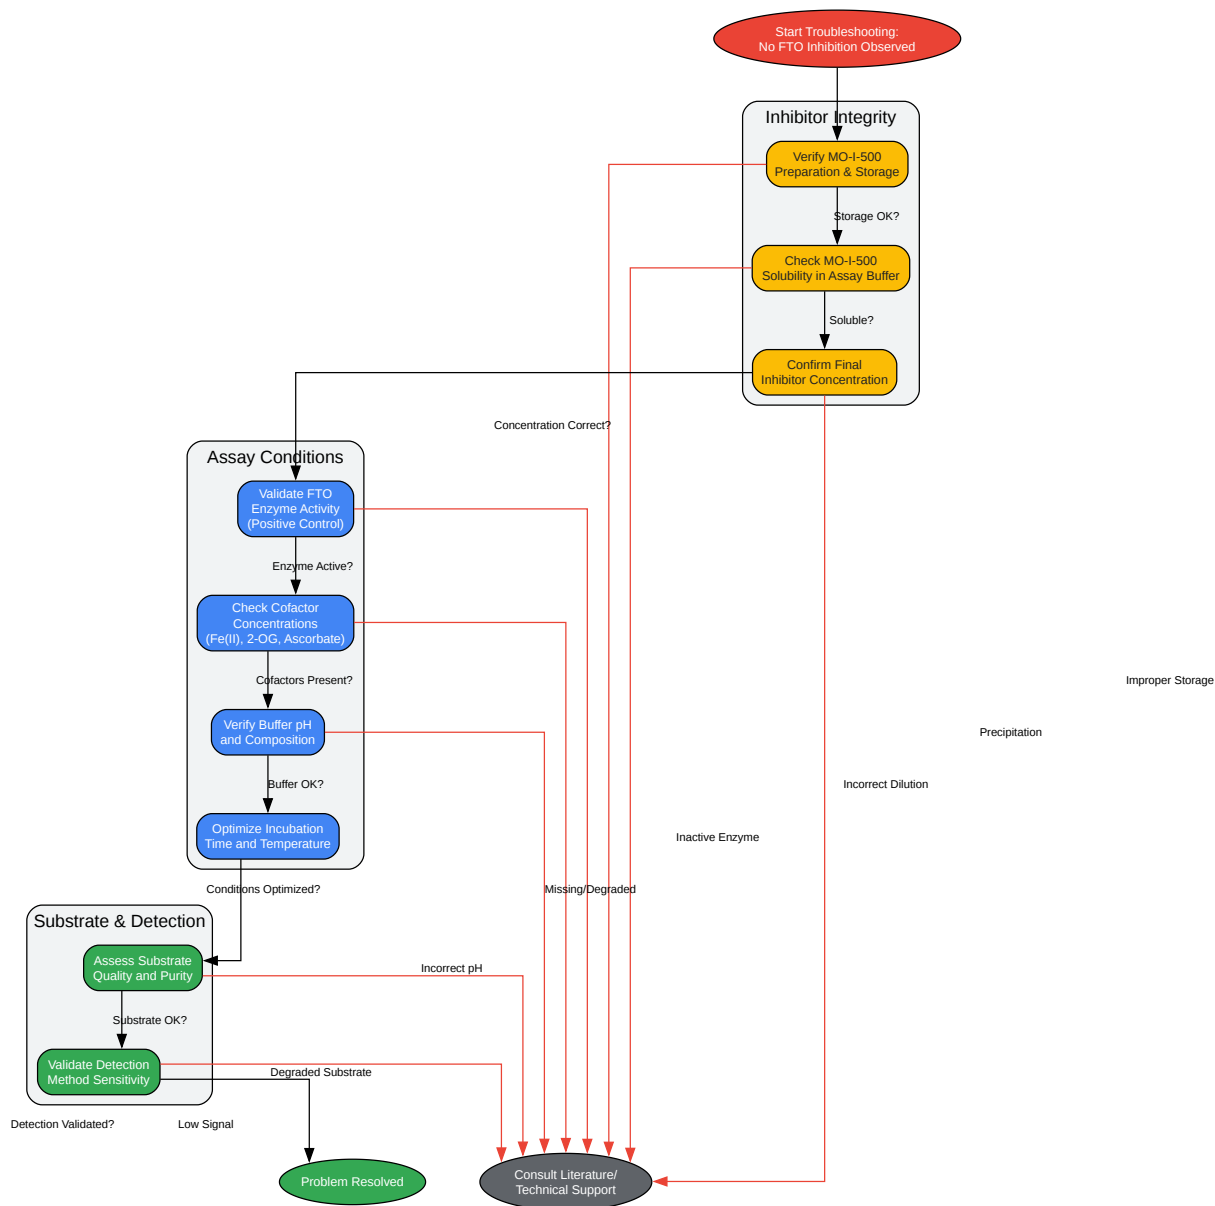 Start Troubleshooting:
No FTO Inhibition Observed
Inhibitor Integrity
Verify MO-I-500
Preparation & Storage
Storage OK?
Check MO-I-500
Solubility in Assay Buffer
Soluble?
Confirm Final
Inhibitor Concentration
Concentration Correct?
Assay Conditions
Validate FTO
Enzyme Activity
(Positive Control)
Enzyme Active?
Check Cofactor
Concentrations
(Fe(II), 2-OG, Ascorbate)
Cofactors Present?
Improper Storage
Verify Buffer pH
and Composition
Precipitation
Buffer OK?
Incorrect Dilution
Optimize Incubation
Time and Temperature
Inactive Enzyme
Conditions Optimized?
Missing/Degraded
Substrate & Detection
Assess Substrate
Quality and Purity
Incorrect pH
Substrate OK?
Validate Detection
Method Sensitivity
Degraded Substrate
Detection Validated?
Low Signal
Problem Resolved
Consult Literature/
Technical Support